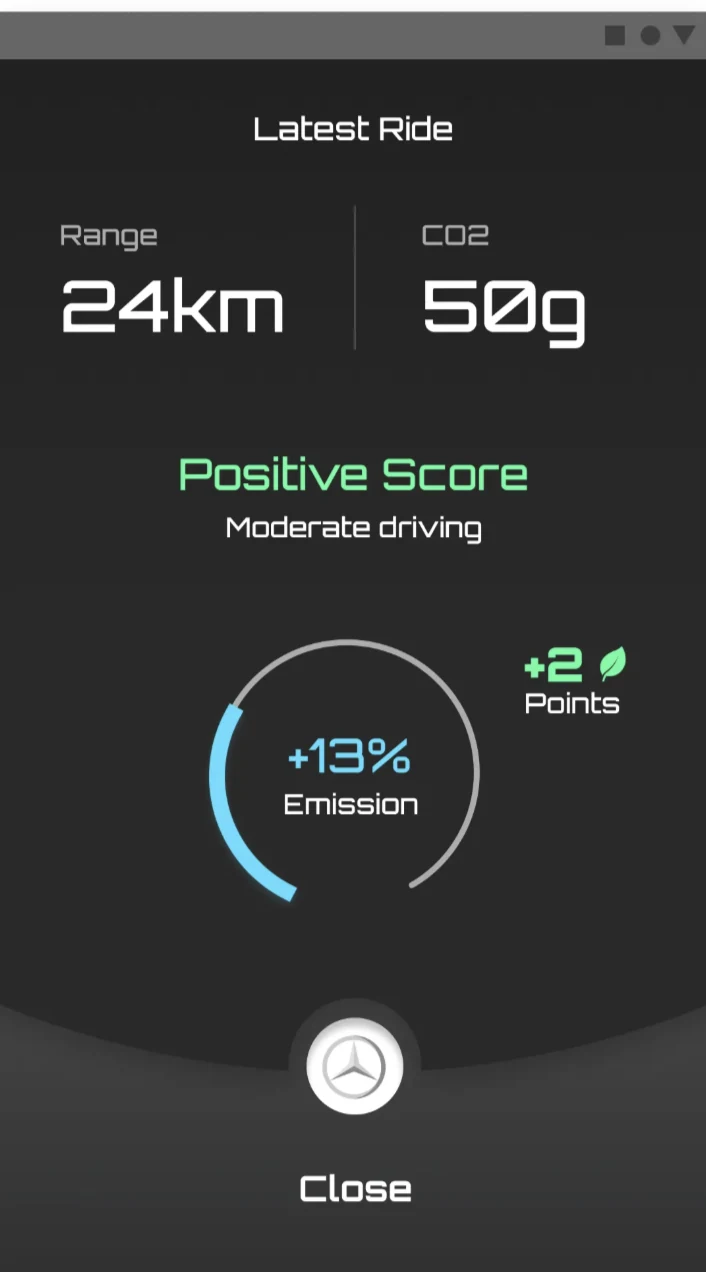 Latest Ride
Range
24km
CO2
50g
Positive Score
Moderate driving
+2
Points
+13%
Emission
Close